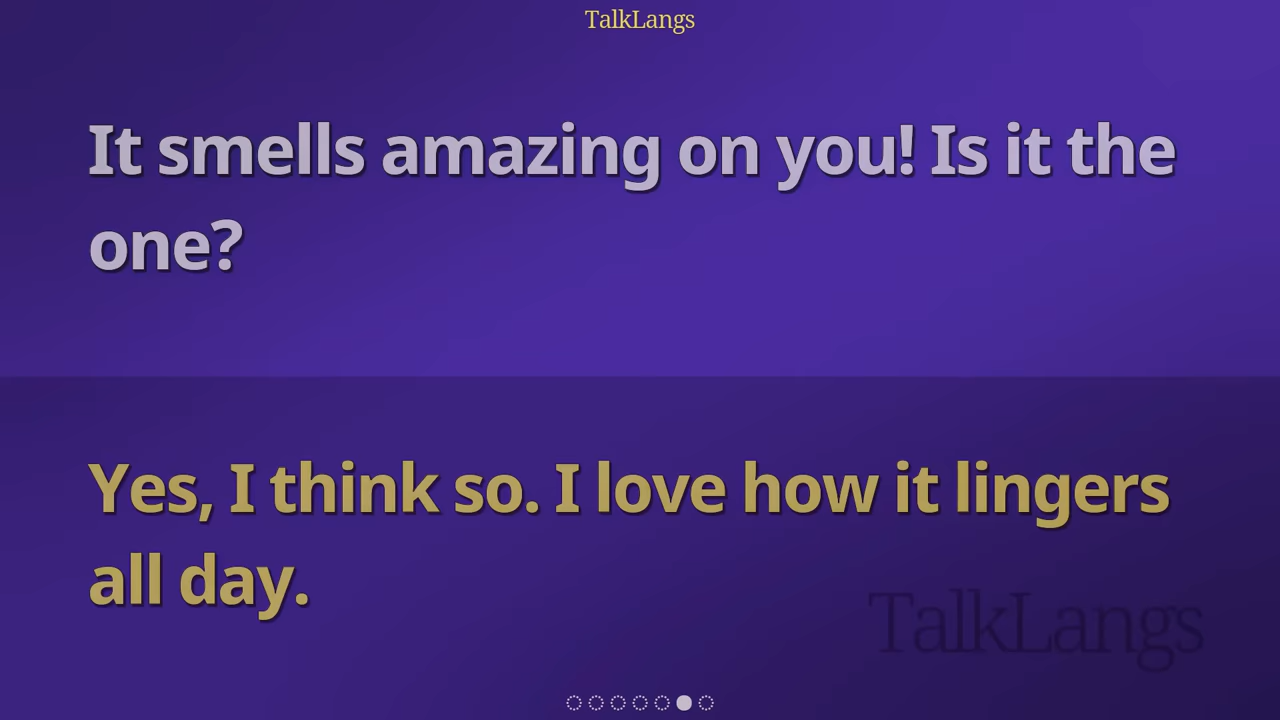 TalkLangs
It smells amazing on you! Is it the
one?
Yes, I think so. I love how it lingers
all day.
TalkLangs